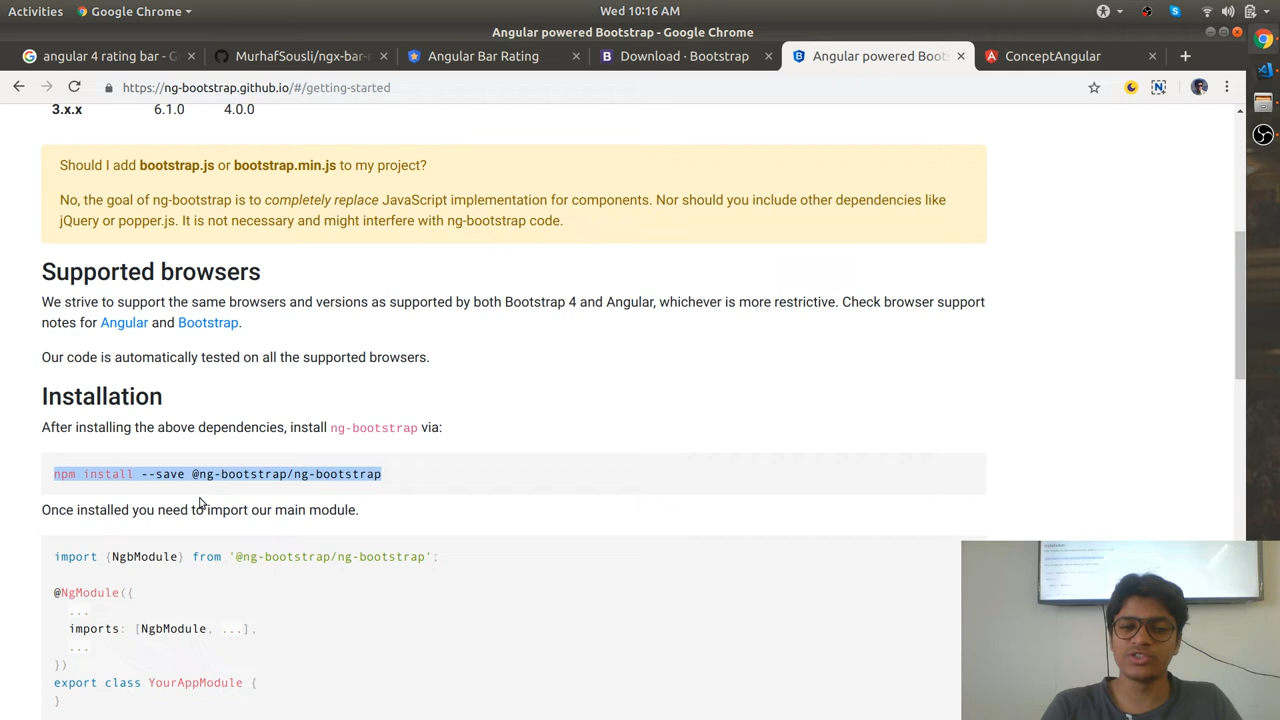 Activities
Google Chrome
Wed 10:16 AM
Angular powered Bootstrap - Google Chrome
angular 4 rating bar - G
MurhafSousli/ngx-bar-
Angular Bar Rating
Download · Bootstrap
Angular powered Boots
ConceptAngular
https://ng-bootstrap.github.io/#/getting-started
3.x.x 6.1.0 4.0.0
Should I add bootstrap.js or bootstrap.min.js to my project?
No, the goal of ng-bootstrap is to completely replace JavaScript implementation for components. Nor should you include other dependencies like
jQuery or popper.js. It is not necessary and might interfere with ng-bootstrap code.
Supported browsers
We strive to support the same browsers and versions as supported by both Bootstrap 4 and Angular, whichever is more restrictive. Check browser support
notes for Angular and Bootstrap.
Our code is automatically tested on all the supported browsers.
Installation
After installing the above dependencies, install ng-bootstrap via:
npm install --save @ng-bootstrap/ng-bootstrap
Once installed you need to import our main module.
import {NgbModule} from '@ng-bootstrap/ng-bootstrap';
@NgModule({
...
imports: [NgbModule, ...],
...
})
export class YourAppModule {
}